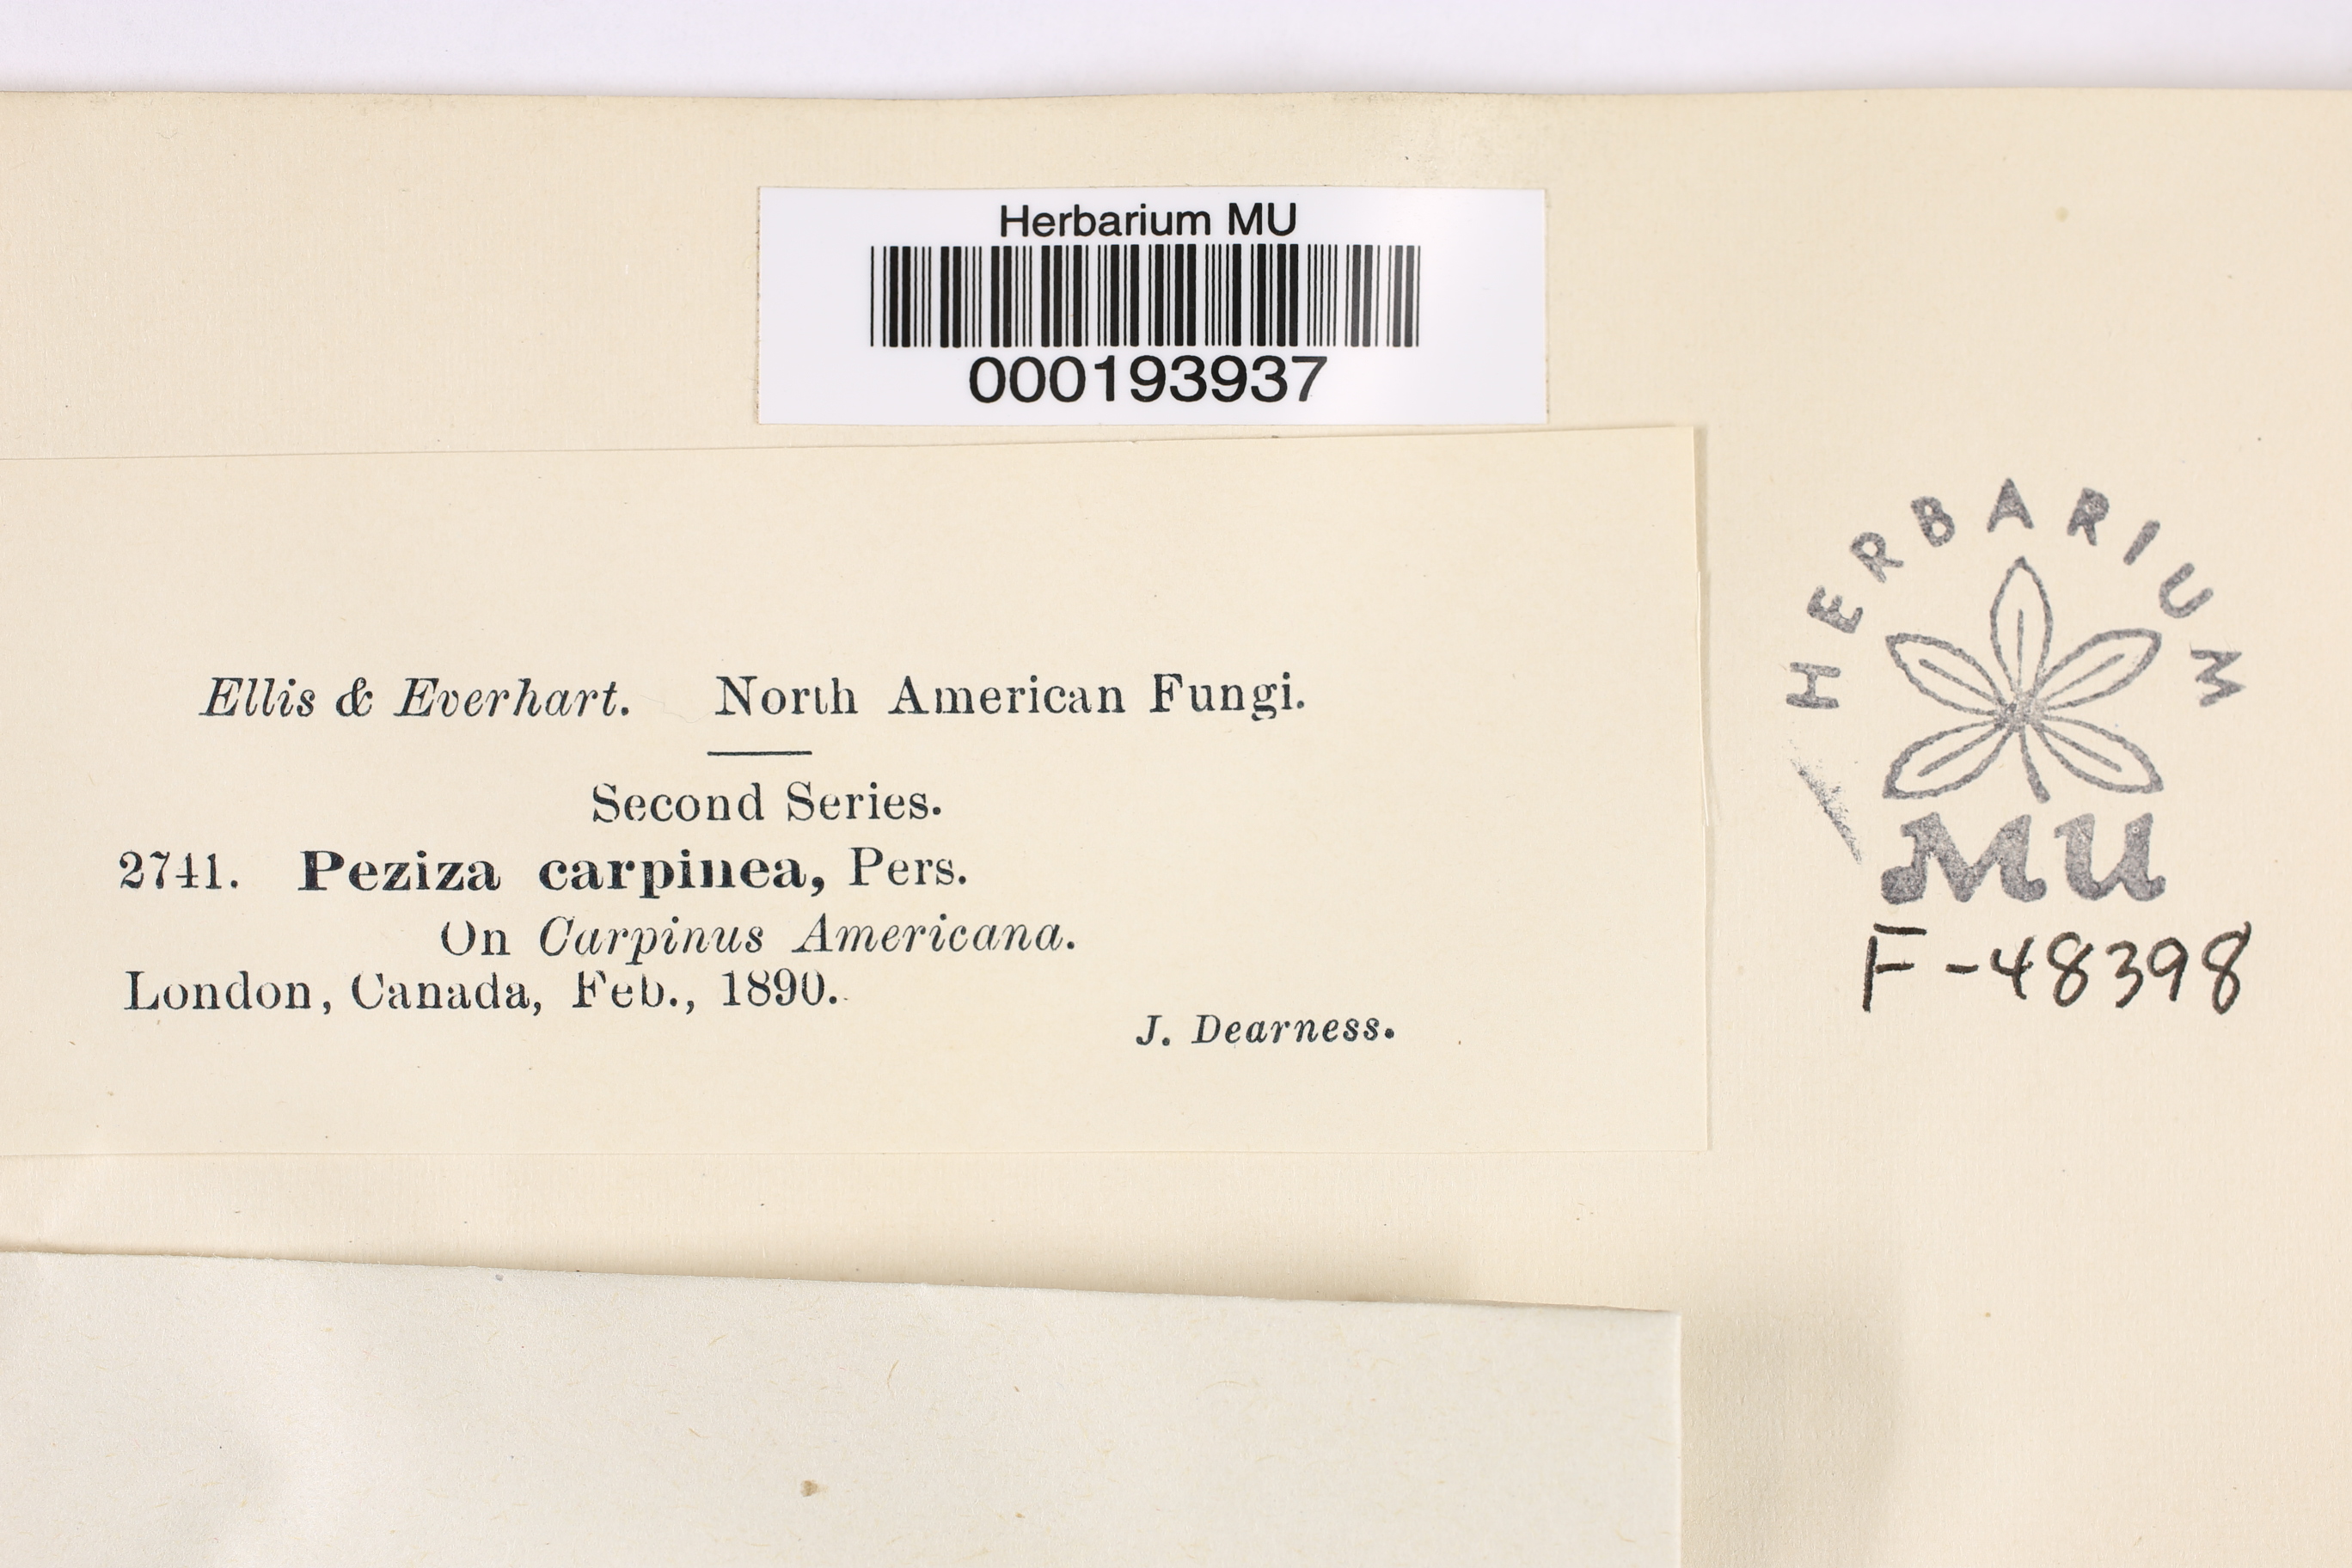 Herbarium MU
000193937
Ellis & Everhart. North American Fungi.
Second Series.
2741. Peziza carpinea, Pers.
On Carpinus Americana.
London, Canada, Feb., 1890.
J. Dearness.
HERBARIUM
MU
F-48398